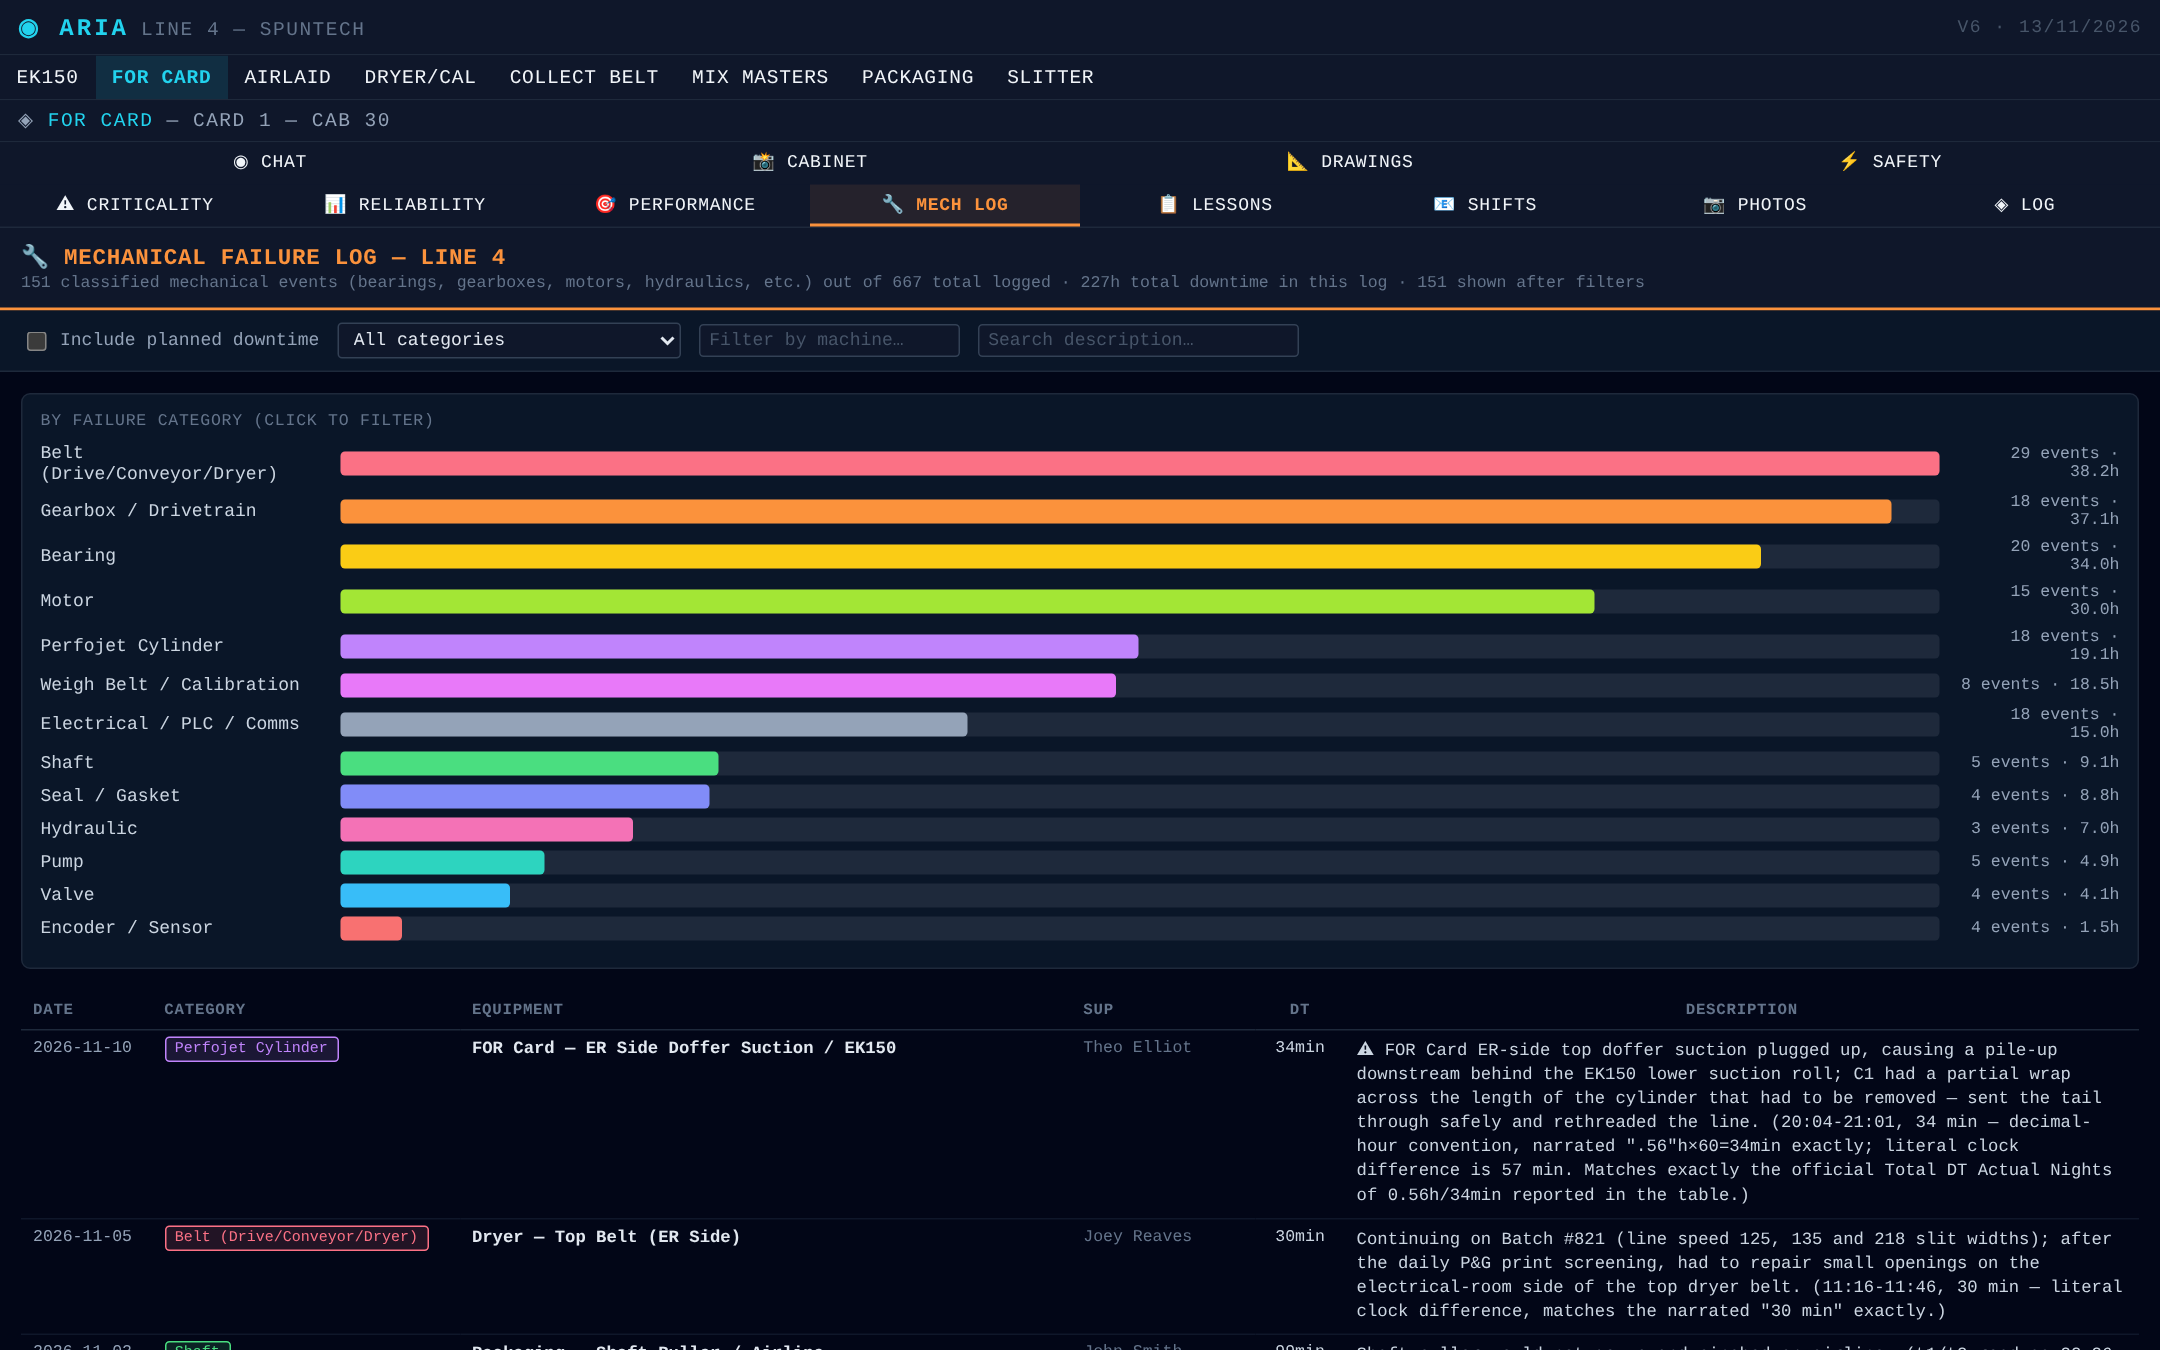 ARIA LINE 4 — SPUNTECH
V6 · 13/11/2026
EK150 FOR CARD AIRLAID DRYER/CAL COLLECT BELT MIX MASTERS PACKAGING SLITTER
FOR CARD — CARD 1 — CAB 30
CHAT CABINET DRAWINGS SAFETY
CRITICALITY RELIABILITY PERFORMANCE MECH LOG LESSONS SHIFTS PHOTOS LOG
MECHANICAL FAILURE LOG — LINE 4
151 classified mechanical events (bearings, gearboxes, motors, hydraulics, etc.) out of 667 total logged · 227h total downtime in this log · 151 shown after filters
Include planned downtime All categories Filter by machine… Search description…
BY FAILURE CATEGORY (CLICK TO FILTER)
Belt
(Drive/Conveyor/Dryer)
29 events ·
38.2h
Gearbox / Drivetrain
18 events ·
37.1h
Bearing
20 events ·
34.0h
Motor
15 events ·
30.0h
Perfojet Cylinder
18 events ·
19.1h
Weigh Belt / Calibration
8 events · 18.5h
Electrical / PLC / Comms
18 events ·
15.0h
Shaft
5 events · 9.1h
Seal / Gasket
4 events · 8.8h
Hydraulic
3 events · 7.0h
Pump
5 events · 4.9h
Valve
4 events · 4.1h
Encoder / Sensor
4 events · 1.5h
DATE CATEGORY EQUIPMENT SUP DT DESCRIPTION
2026-11-10 Perfojet Cylinder FOR Card — ER Side Doffer Suction / EK150 Theo Elliot 34min
⚠ FOR Card ER-side top doffer suction plugged up, causing a pile-up
downstream behind the EK150 lower suction roll; C1 had a partial wrap
across the length of the cylinder that had to be removed — sent the tail
through safely and rethreaded the line. (20:04-21:01, 34 min — decimal-
hour convention, narrated ".56"h×60=34min exactly; literal clock
difference is 57 min. Matches exactly the official Total DT Actual Nights
of 0.56h/34min reported in the table.)
2026-11-05 Belt (Drive/Conveyor/Dryer) Dryer — Top Belt (ER Side) Joey Reaves 30min
Continuing on Batch #821 (line speed 125, 135 and 218 slit widths); after
the daily P&G print screening, had to repair small openings on the
electrical-room side of the top dryer belt. (11:16-11:46, 30 min — literal
clock difference, matches the narrated "30 min" exactly.)